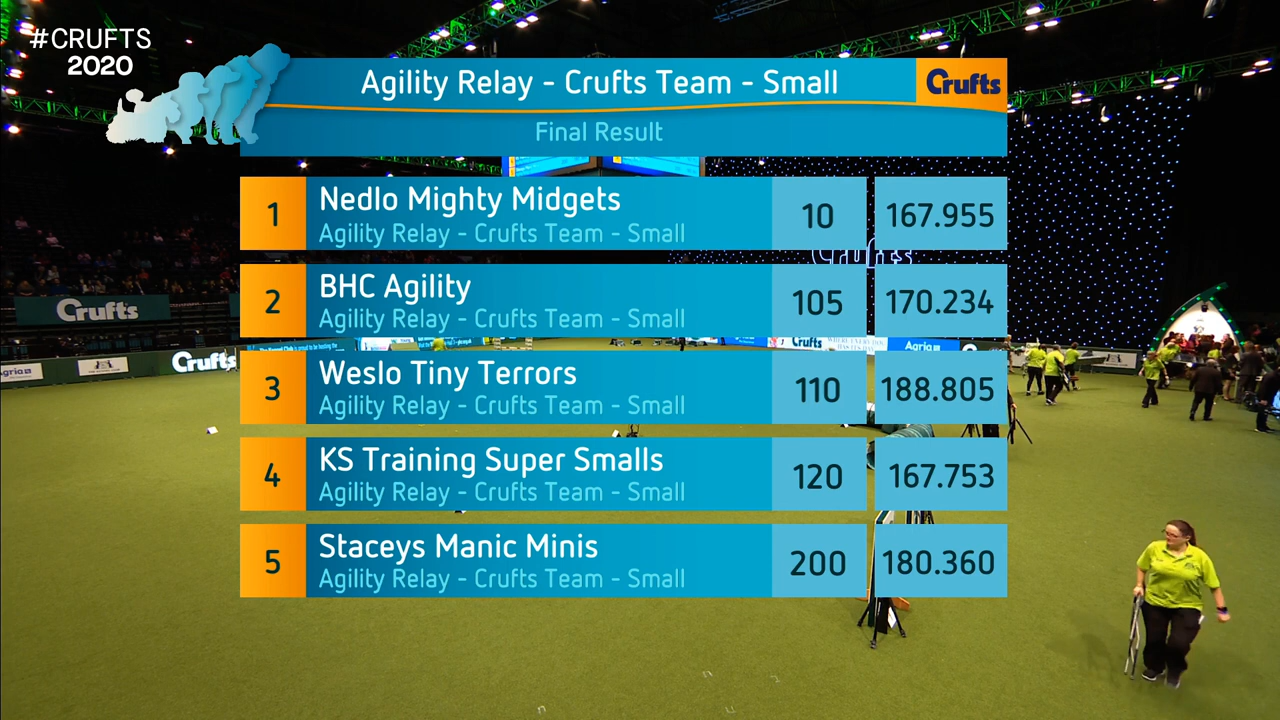 #CRUFTS
2020
Agility Relay - Crufts Team - Small
Crufts
Final Result
1
Nedlo Mighty Midgets
Agility Relay - Crufts Team - Small
10
167.955
2
BHC Agility
Agility Relay - Crufts Team - Small
105
170.234
3
Weslo Tiny Terrors
Agility Relay - Crufts Team - Small
110
188.805
4
KS Training Super Smalls
Agility Relay - Crufts Team - Small
120
167.753
5
Staceys Manic Minis
Agility Relay - Crufts Team - Small
200
180.360
Crufts
Crufts
Crufts
Crufts
Agria